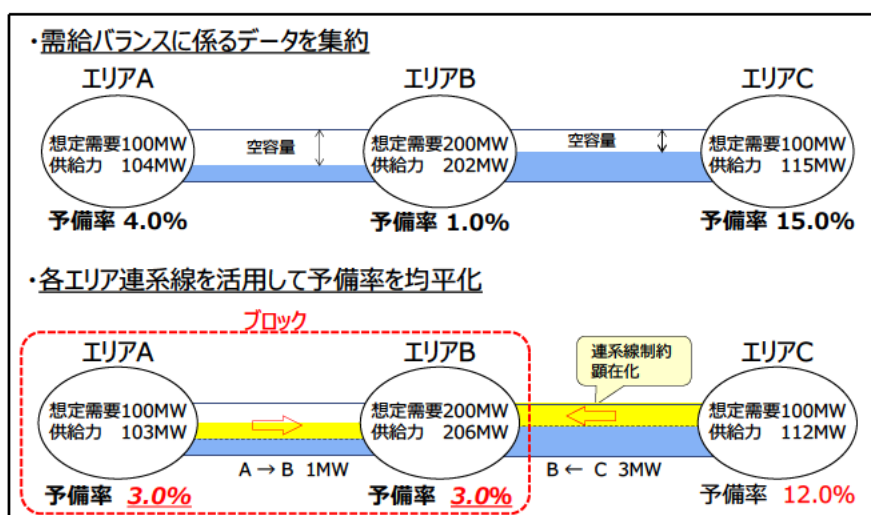 ・需給バランスに係るデータを集約
エリアA
エリアB
エリアC
想定需要100MW
供給力 104MW
空容量
想定需要200MW
供給力 202MW
空容量
想定需要100MW
供給力 115MW
予備率 4.0%
予備率 1.0%
予備率 15.0%
・各エリア連系線を活用して予備率を均平化
ブロック
エリアA
エリアB
連系線制約
顕在化
エリアC
想定需要100MW
供給力 103MW
想定需要200MW
供給力 206MW
想定需要100MW
供給力 112MW
A → B 1MW
B ← C 3MW
予備率 3.0%
予備率 3.0%
予備率 12.0%